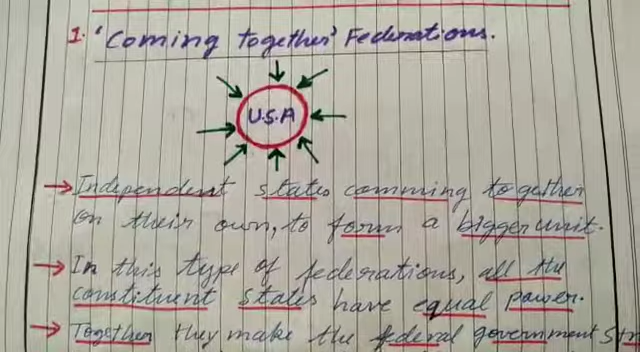 1. 'Coming together' Federations.
U.S.A
→ Independent states comming together
on their own, to form a bigger unit.
→ In this type of federations, all the
constituent states have equal power.
→ Together they make the federal government